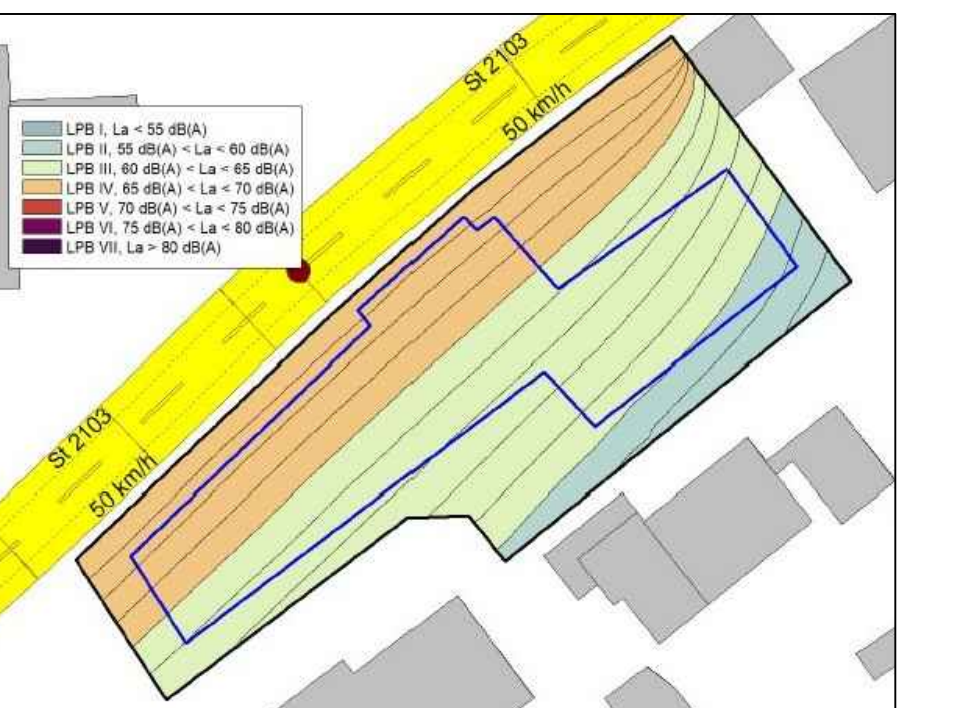 St 2103
50 km/h
LPB I, La < 55 dB(A)
LPB II, 55 dB(A) < La < 60 dB(A)
LPB III, 60 dB(A) < La < 65 dB(A)
LPB IV, 65 dB(A) < La < 70 dB(A)
LPB V, 70 dB(A) < La < 75 dB(A)
LPB VI, 75 dB(A) < La < 80 dB(A)
LPB VII, La > 80 dB(A)
St 2103
50 km/h